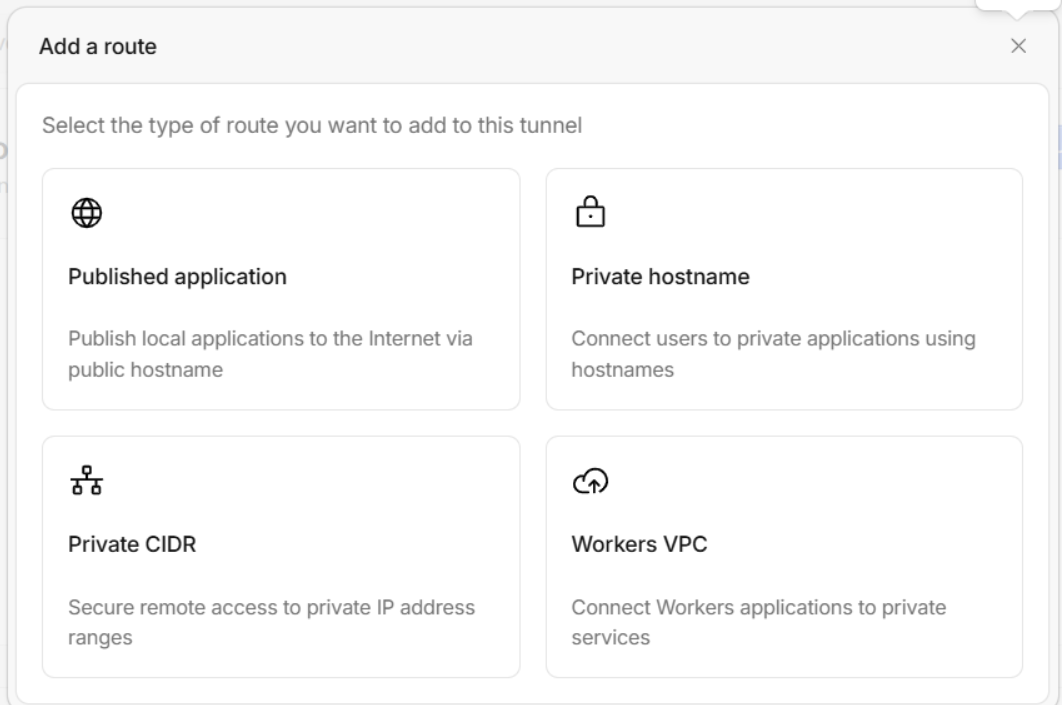 Add a route
Select the type of route you want to add to this tunnel
Published application
Publish local applications to the Internet via
public hostname
Private hostname
Connect users to private applications using
hostnames
Private CIDR
Secure remote access to private IP address
ranges
Workers VPC
Connect Workers applications to private
services